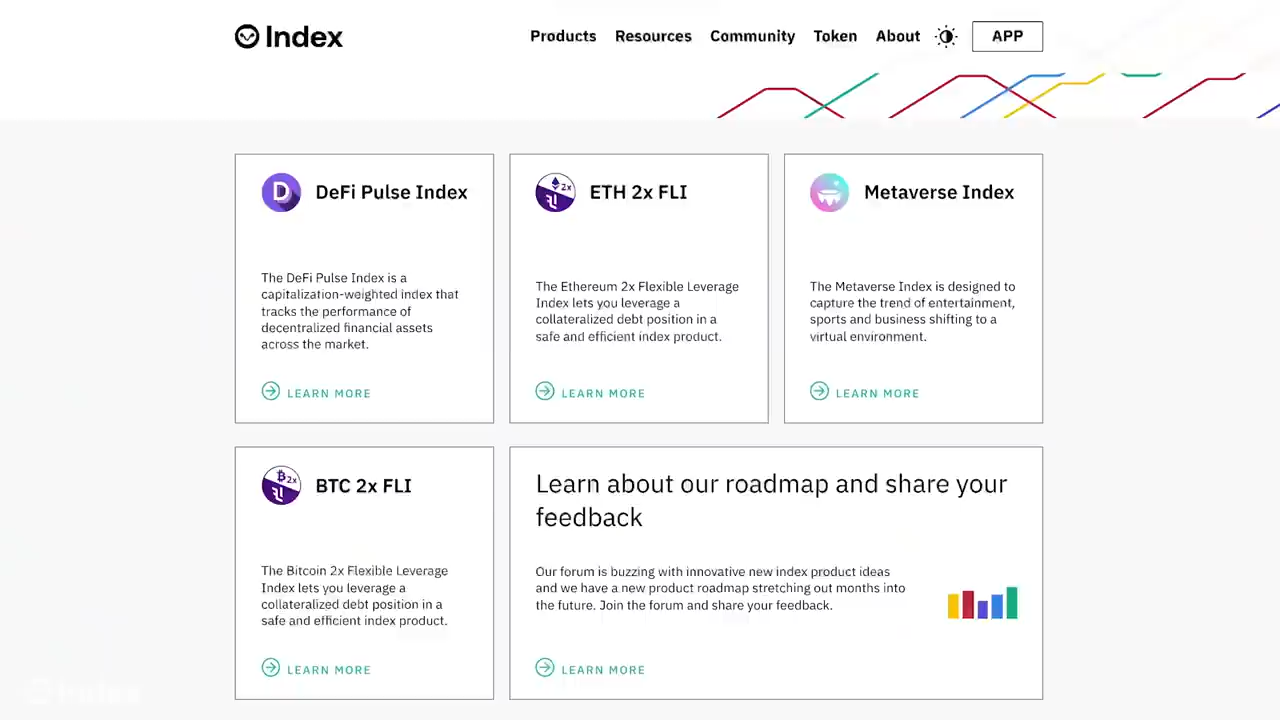 Index
Products Resources Community Token About APP
DeFi Pulse Index
The DeFi Pulse Index is a
capitalization-weighted index that
tracks the performance of
decentralized financial assets
across the market.
LEARN MORE
ETH 2x FLI
The Ethereum 2x Flexible Leverage
Index lets you leverage a
collateralized debt position in a
safe and efficient index product.
LEARN MORE
Metaverse Index
The Metaverse Index is designed to
capture the trend of entertainment,
sports and business shifting to a
virtual environment.
LEARN MORE
BTC 2x FLI
The Bitcoin 2x Flexible Leverage
Index lets you leverage a
collateralized debt position in a
safe and efficient index product.
LEARN MORE
Learn about our roadmap and share your
feedback
Our forum is buzzing with innovative new index product ideas
and we have a new product roadmap stretching out months into
the future. Join the forum and share your feedback.
LEARN MORE